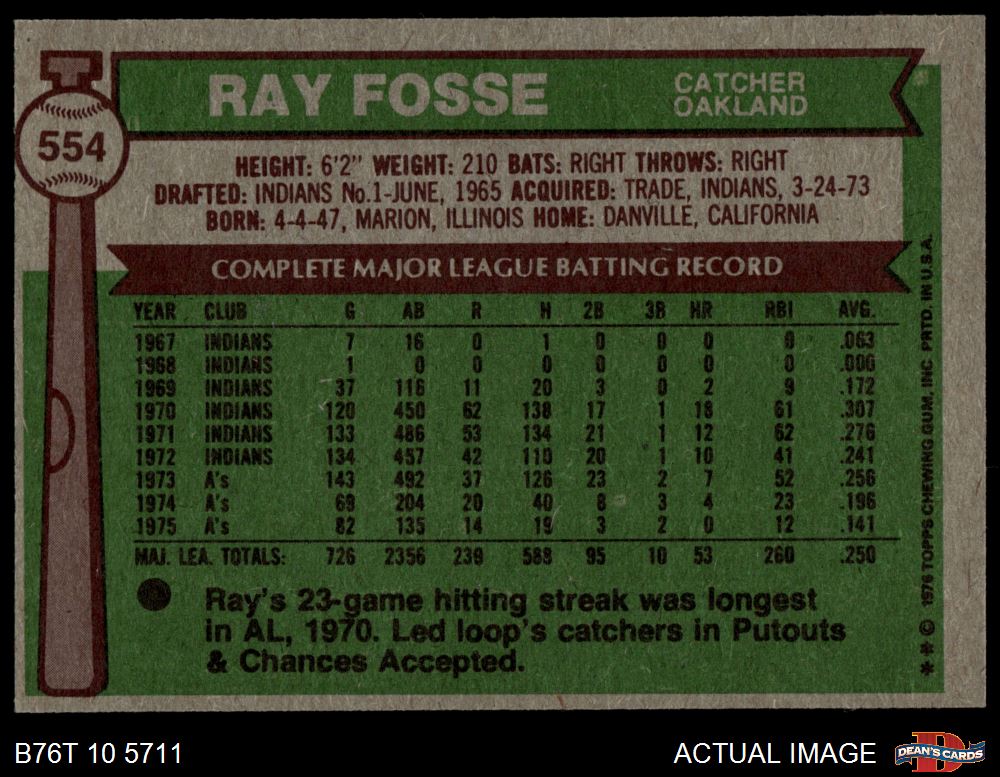 554
RAY FOSSE
CATCHER
OAKLAND
HEIGHT: 6'2" WEIGHT: 210 BATS: RIGHT THROWS: RIGHT
DRAFTED: INDIANS No.1-JUNE, 1965 ACQUIRED: TRADE, INDIANS, 3-24-73
BORN: 4-4-47, MARION, ILLINOIS HOME: DANVILLE, CALIFORNIA
COMPLETE MAJOR LEAGUE BATTING RECORD
YEAR CLUB G AB R H 2B 3B HR RBI AVG.
1967 INDIANS 7 16 0 1 0 0 0 0 .063
1968 INDIANS 1 0 0 0 0 0 0 0 .000
1969 INDIANS 37 116 11 20 3 0 2 9 .172
1970 INDIANS 120 450 62 138 17 1 18 61 .307
1971 INDIANS 133 486 53 134 21 1 12 62 .276
1972 INDIANS 134 457 42 110 20 1 10 41 .241
1973 A's 143 492 37 126 23 2 7 52 .256
1974 A's 69 204 20 40 8 3 4 23 .196
1975 A's 82 135 14 19 3 2 0 12 .141
MAJ. LEA. TOTALS: 726 2356 239 588 95 10 53 260 .250
Ray's 23-game hitting streak was longest
in AL, 1970. Led loop's catchers in Putouts
& Chances Accepted.
* * © 1976 TOPPS CHEWING GUM, INC PRTD. IN U.S.A.
B76T 10 5711
ACTUAL IMAGE
DEAN'S CARDS